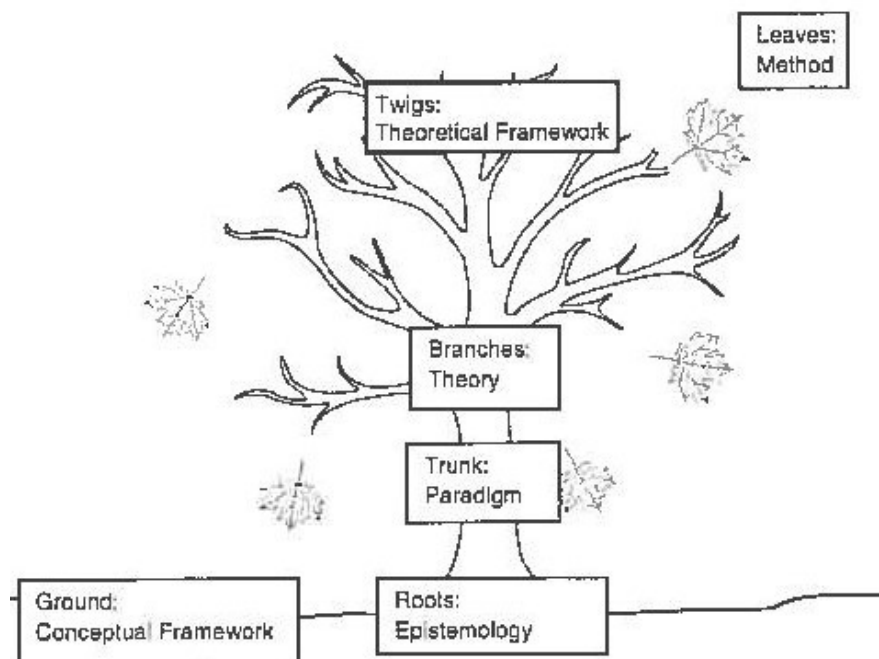 Leaves:
Method
Twigs:
Theoretical Framework
Branches:
Theory
Trunk:
Paradigm
Ground:
Conceptual Framework
Roots:
Epistemology